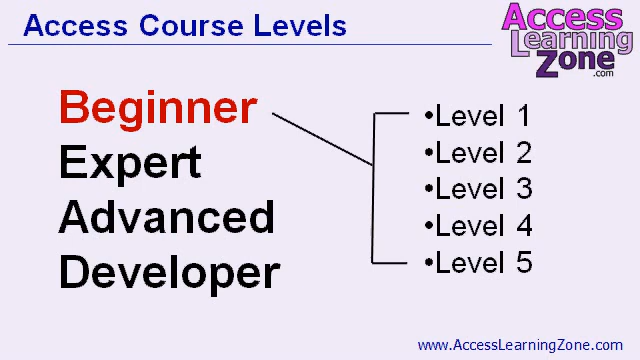 Access Course Levels
Access
Learning
Zone
.com
Beginner
Expert
Advanced
Developer
•Level 1
•Level 2
•Level 3
•Level 4
•Level 5
www.AccessLearningZone.com